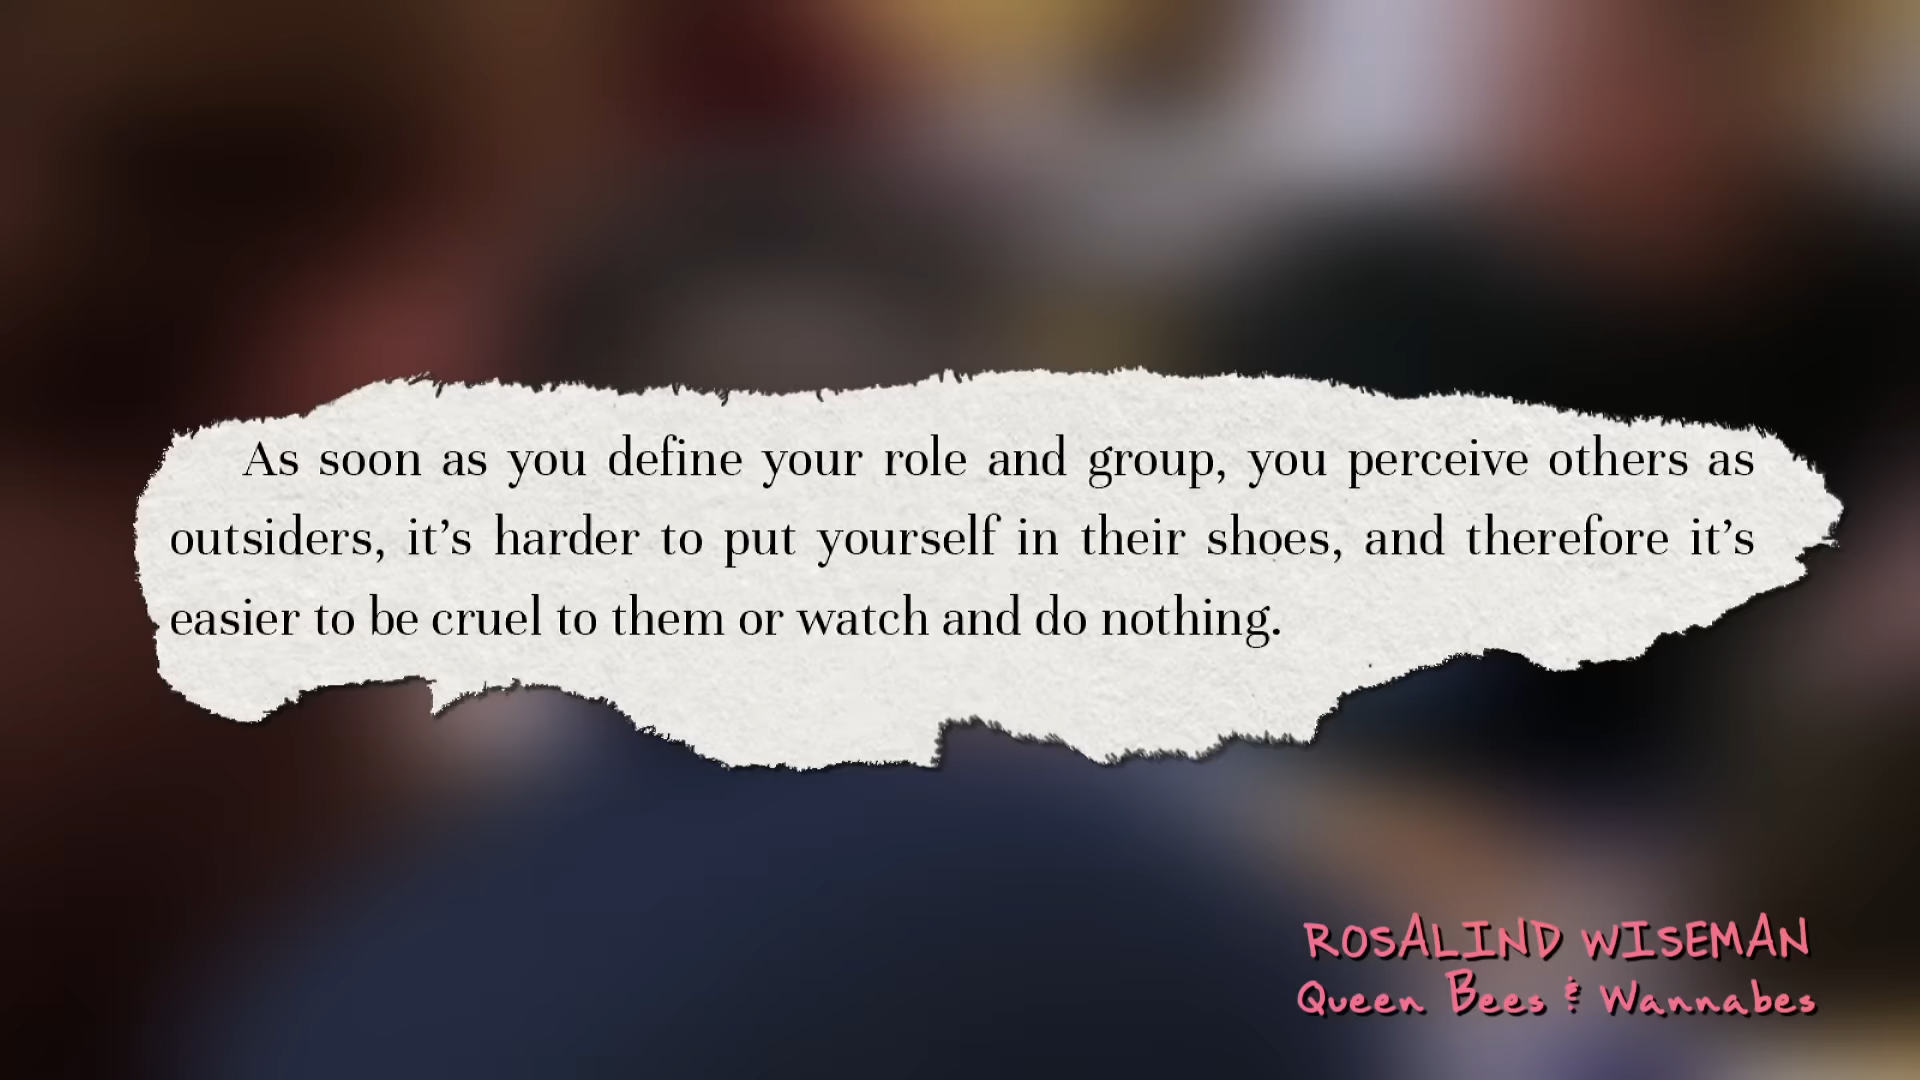 As soon as you define your role and group, you perceive others as
outsiders, it’s harder to put yourself in their shoes, and therefore it’s
easier to be cruel to them or watch and do nothing.
ROSALIND WISEMAN
Queen Bees & Wannabes